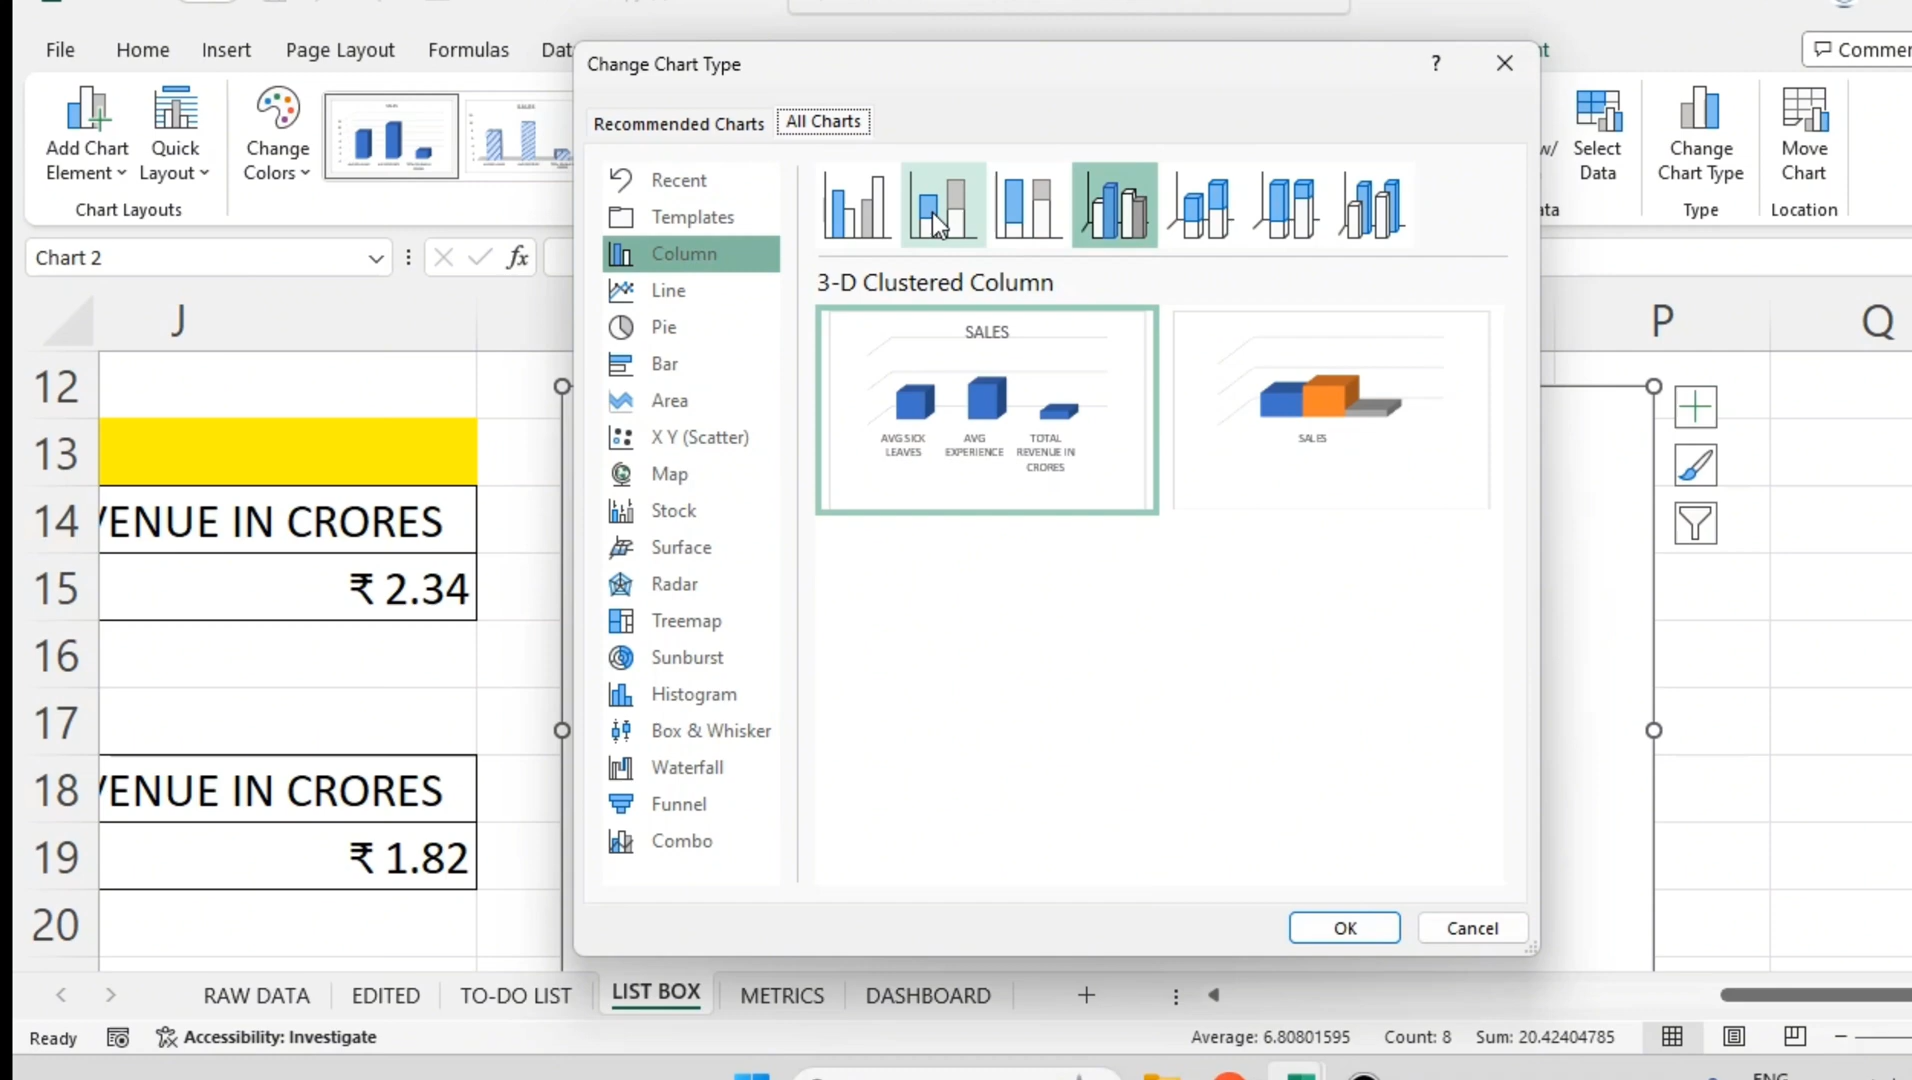 File Home Insert Page Layout Formulas Dat
Comme
Change Chart Type ?
Recommended Charts All Charts
Add Chart
Element
Quick
Layout
Change
Colors
Chart Layouts
Select
Data
Change
Chart Type
Type
Move
Chart
Location
Chart 2 fx
Recent
Templates
Column
Line
Pie
Bar
Area
X Y (Scatter)
Map
Stock
Surface
Radar
Treemap
Sunburst
Histogram
Box & Whisker
Waterfall
Funnel
Combo
3-D Clustered Column
SALES
AVG SICK
LEAVES
AVG
EXPERIENCE
TOTAL
REVENUE IN
CRORES
SALES
OK Cancel
J P Q
12
13
14 VENUE IN CRORES
15 ₹ 2.34
16
17
18 VENUE IN CRORES
19 ₹ 1.82
20
RAW DATA EDITED TO-DO LIST LIST BOX METRICS DASHBOARD +
Ready Accessibility: Investigate Average: 6.80801595 Count: 8 Sum: 20.42404785
ENG